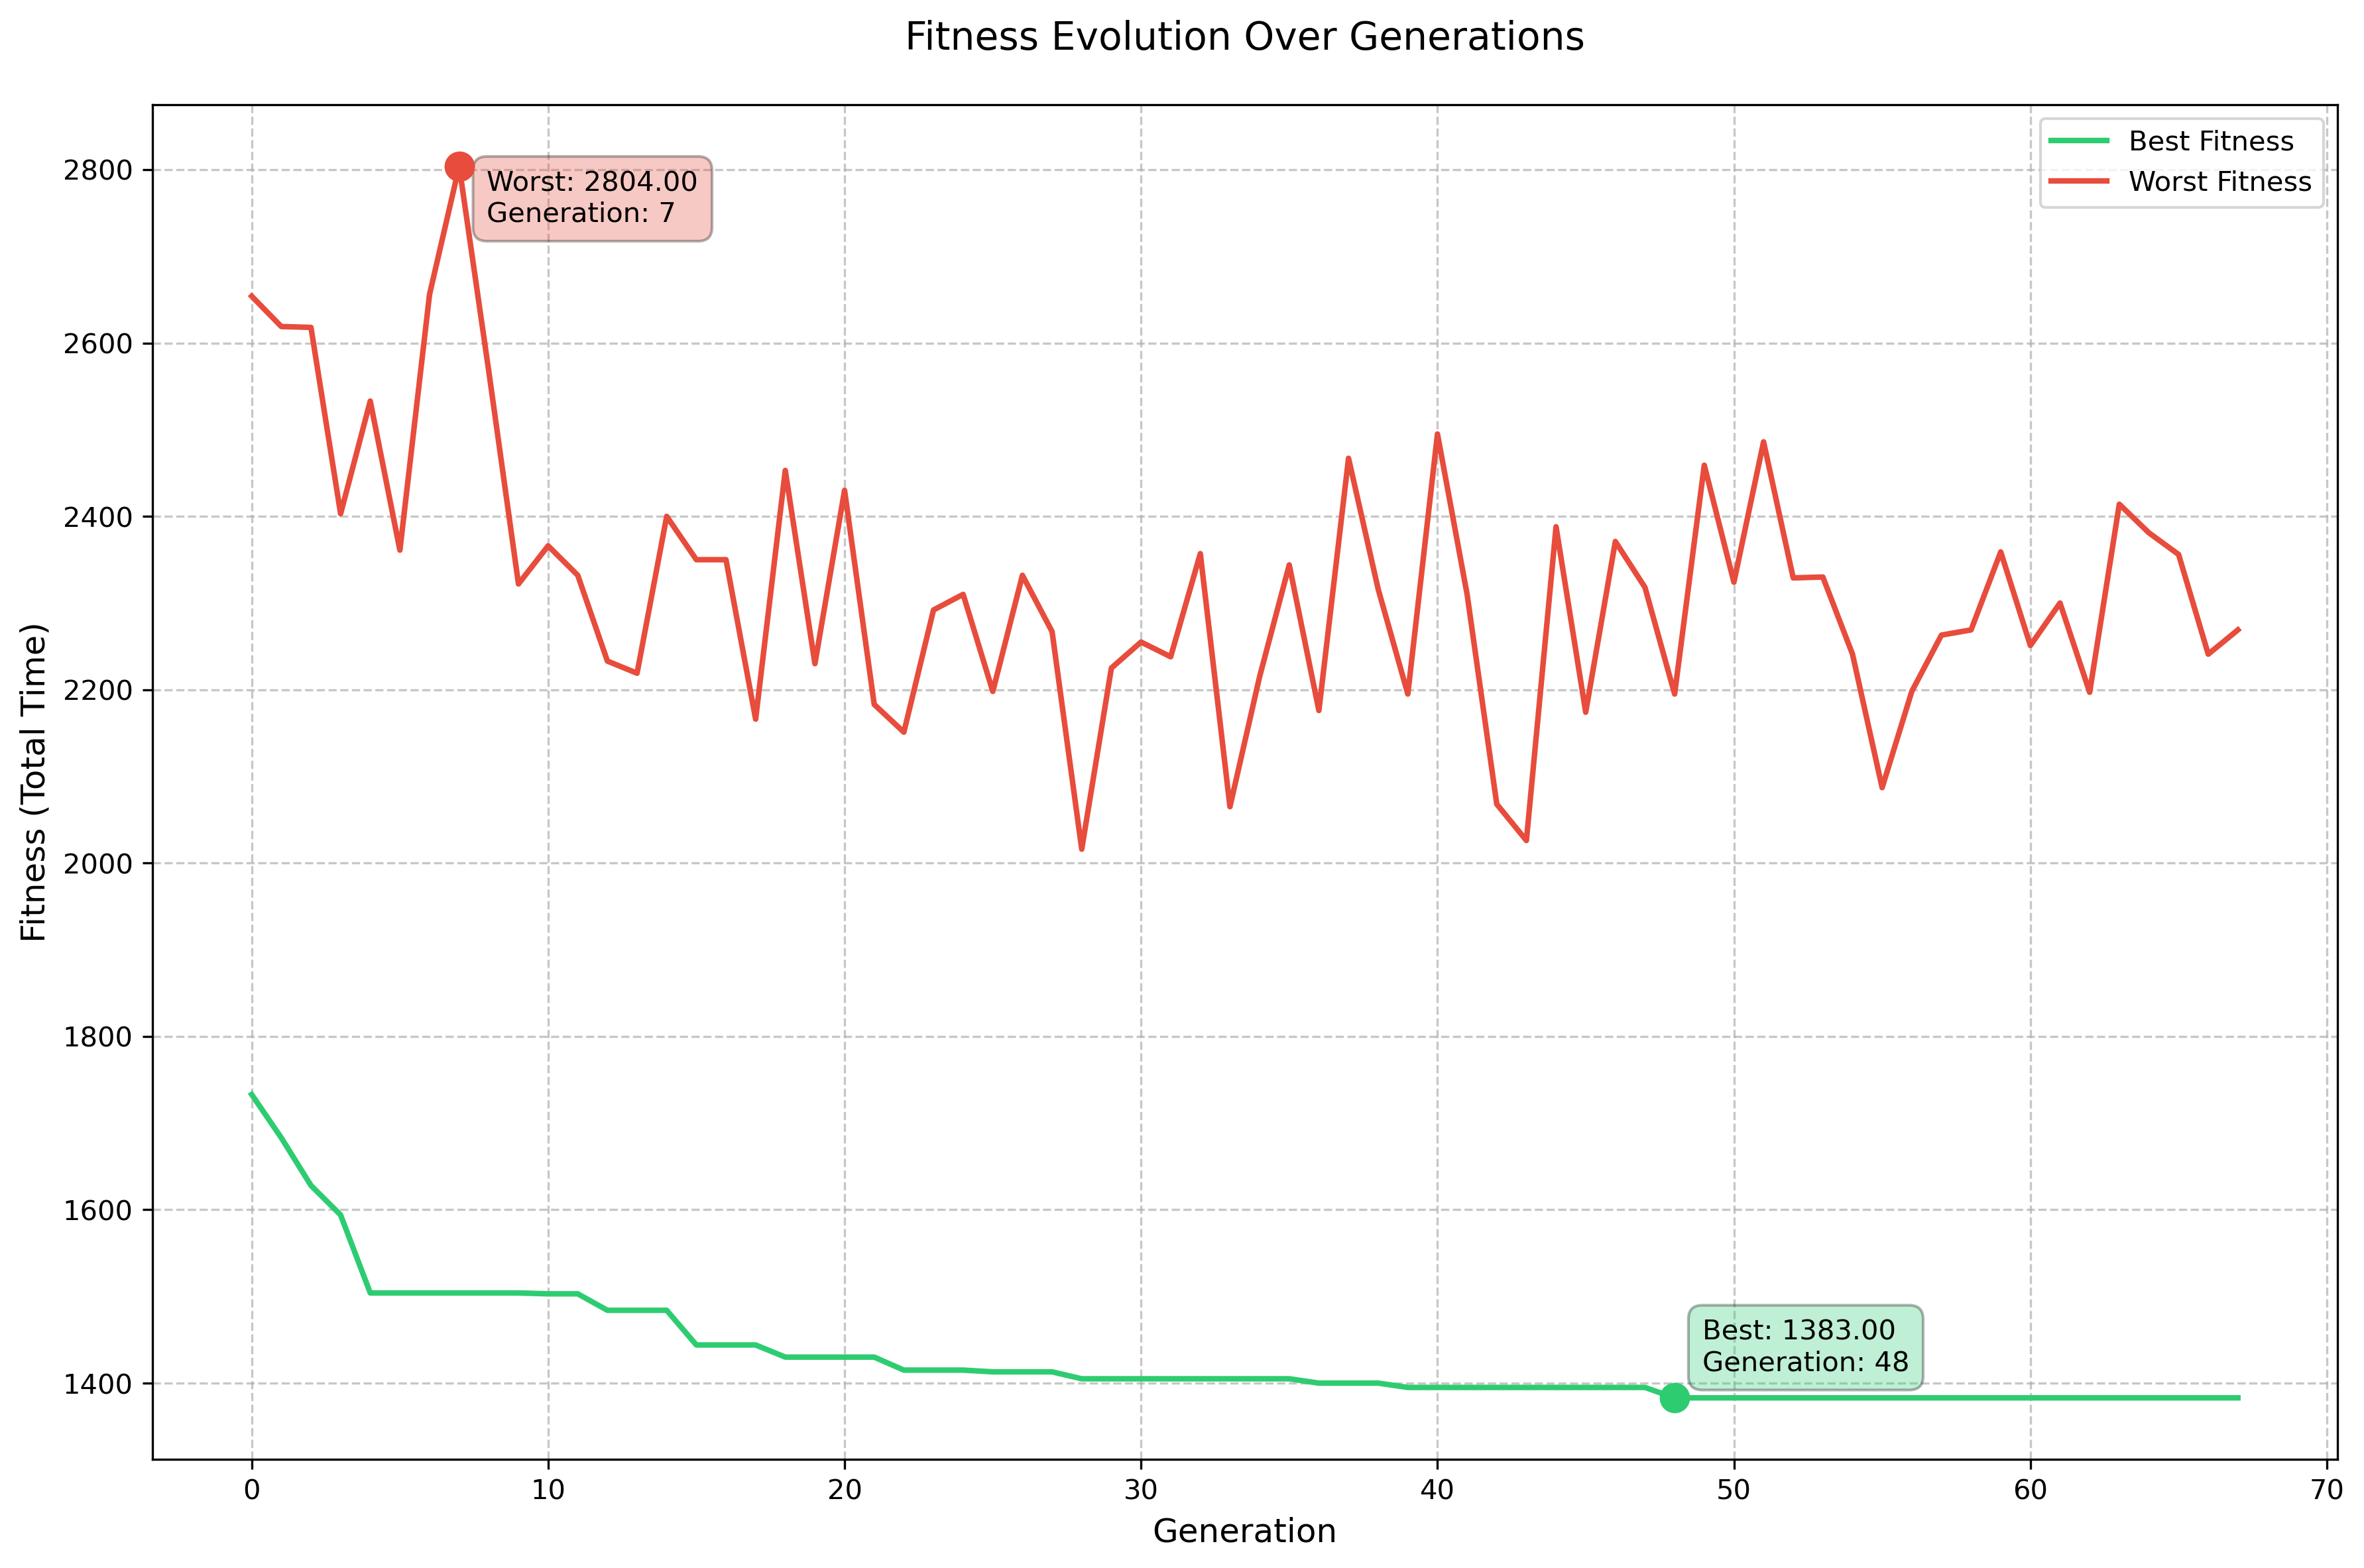 Fitness Evolution Over Generations
Best Fitness
Worst Fitness
Worst: 2804.00
Generation: 7
2800
2600
2400
2200
2000
1800
1600
1400
Fitness (Total Time)
Best: 1383.00
Generation: 48
0
10
20
30
40
50
60
70
Generation